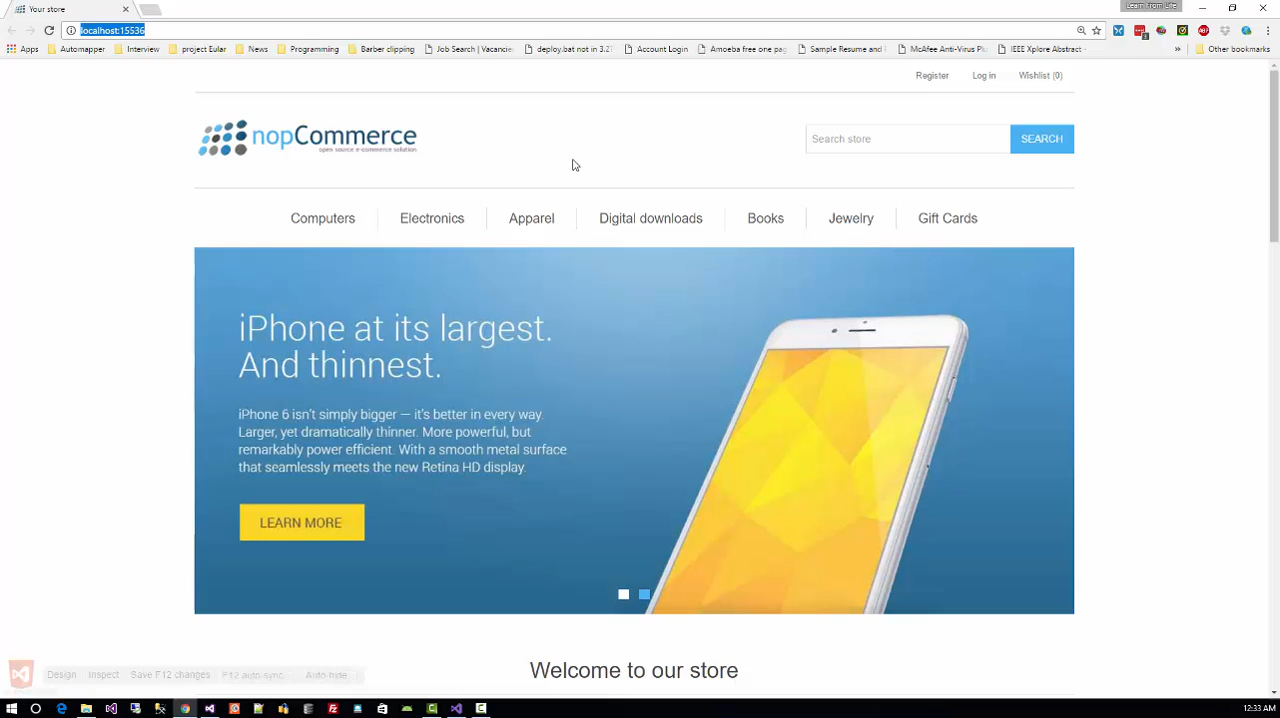 Your store
Learn from Life
localhost:15536
Apps Automapper Interview project Eular News Programming Barber clipping Job Search | Vacancie deploy.bat not in 3.27 Account Login Amoeba free one pag Sample Resume and McAfee Anti-Virus Plu IEEE Xplore Abstract - » Other bookmarks
Register Log in Wishlist (0)
nopCommerce
open source e-commerce solution
Search store SEARCH
Computers Electronics Apparel Digital downloads Books Jewelry Gift Cards
iPhone at its largest.
And thinnest.
iPhone 6 isn't simply bigger — it's better in every way.
Larger, yet dramatically thinner. More powerful, but
remarkably power efficient. With a smooth metal surface
that seamlessly meets the new Retina HD display.
LEARN MORE
Welcome to our store
Design Inspect Save F12 changes F12 auto-sync Auto-hide
12:33 AM